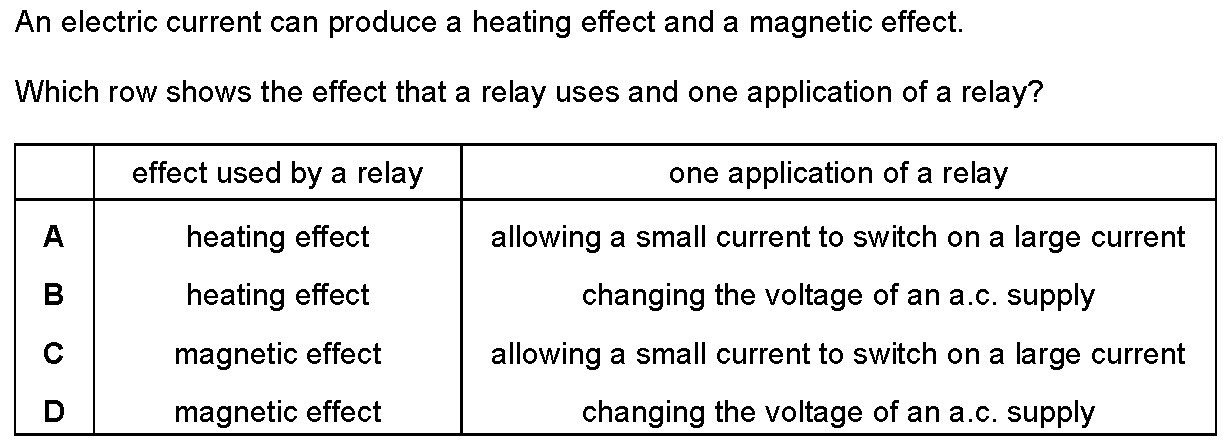 An electric current can produce a heating effect and a magnetic effect.
Which row shows the effect that a relay uses and one application of a relay?
effect used by a relay one application of a relay
A heating effect allowing a small current to switch on a large current
B heating effect changing the voltage of an a.c. supply
C magnetic effect allowing a small current to switch on a large current
D magnetic effect changing the voltage of an a.c. supply